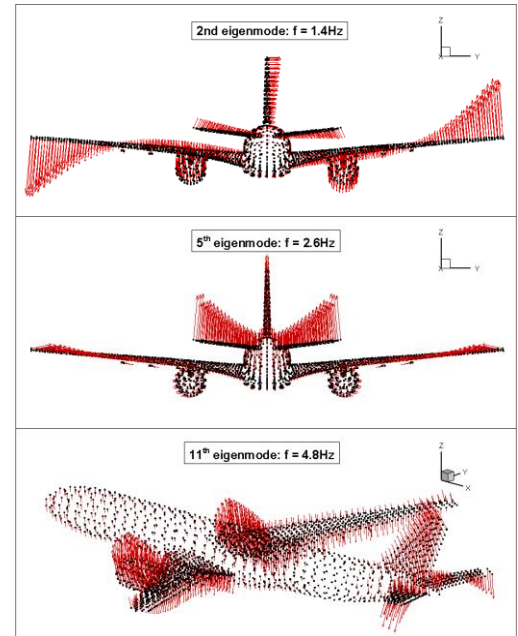 2nd eigenmode: f = 1.4Hz
Z
X
Y
5th eigenmode: f = 2.6Hz
Z
X
Y
11th eigenmode: f = 4.8Hz
Z
Y
X